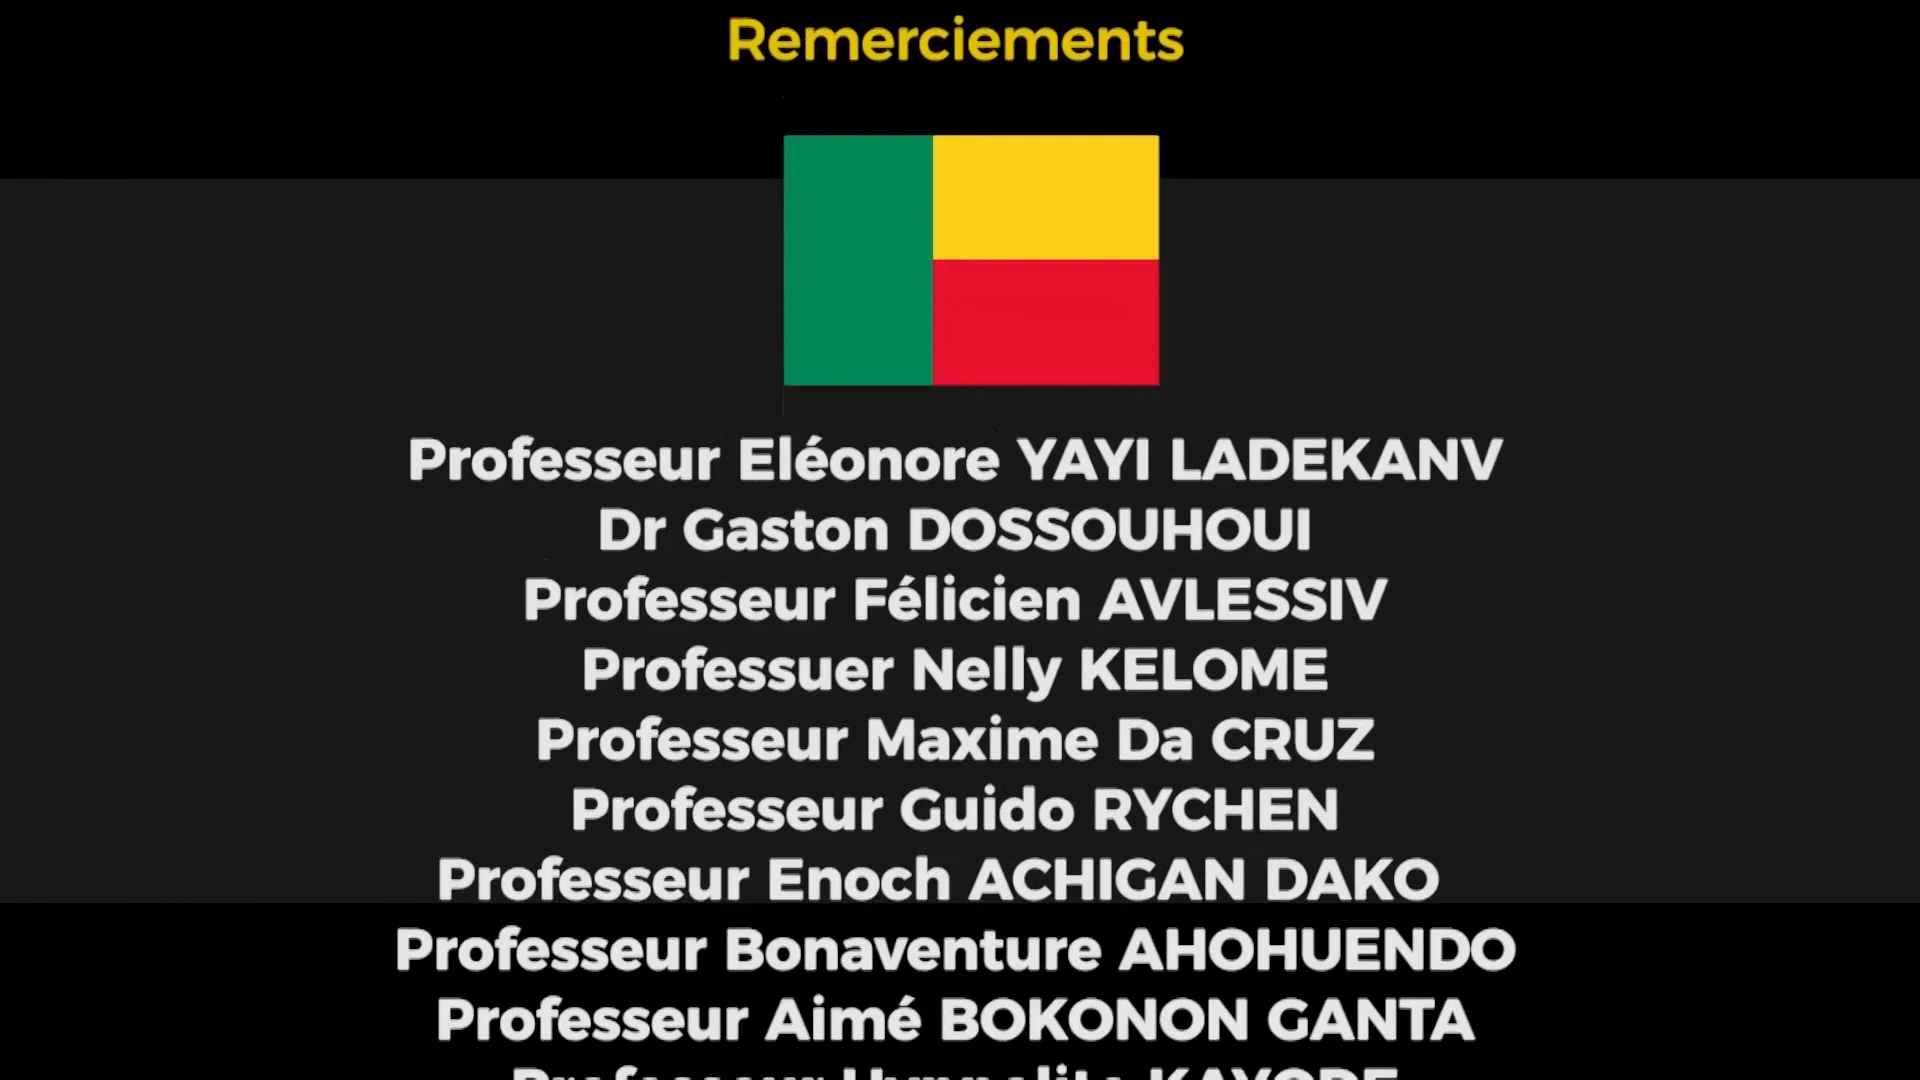 Remerciements
Professeur Eléonore YAYI LADEKANV
Dr Gaston DOSSOUHOUI
Professeur Félicien AVLESSIV
Professuer Nelly KELOME
Professeur Maxime Da CRUZ
Professeur Guido RYCHEN
Professeur Enoch ACHIGAN DAKO
Professeur Bonaventure AHOHUENDO
Professeur Aimé BOKONON GANTA
Professeur